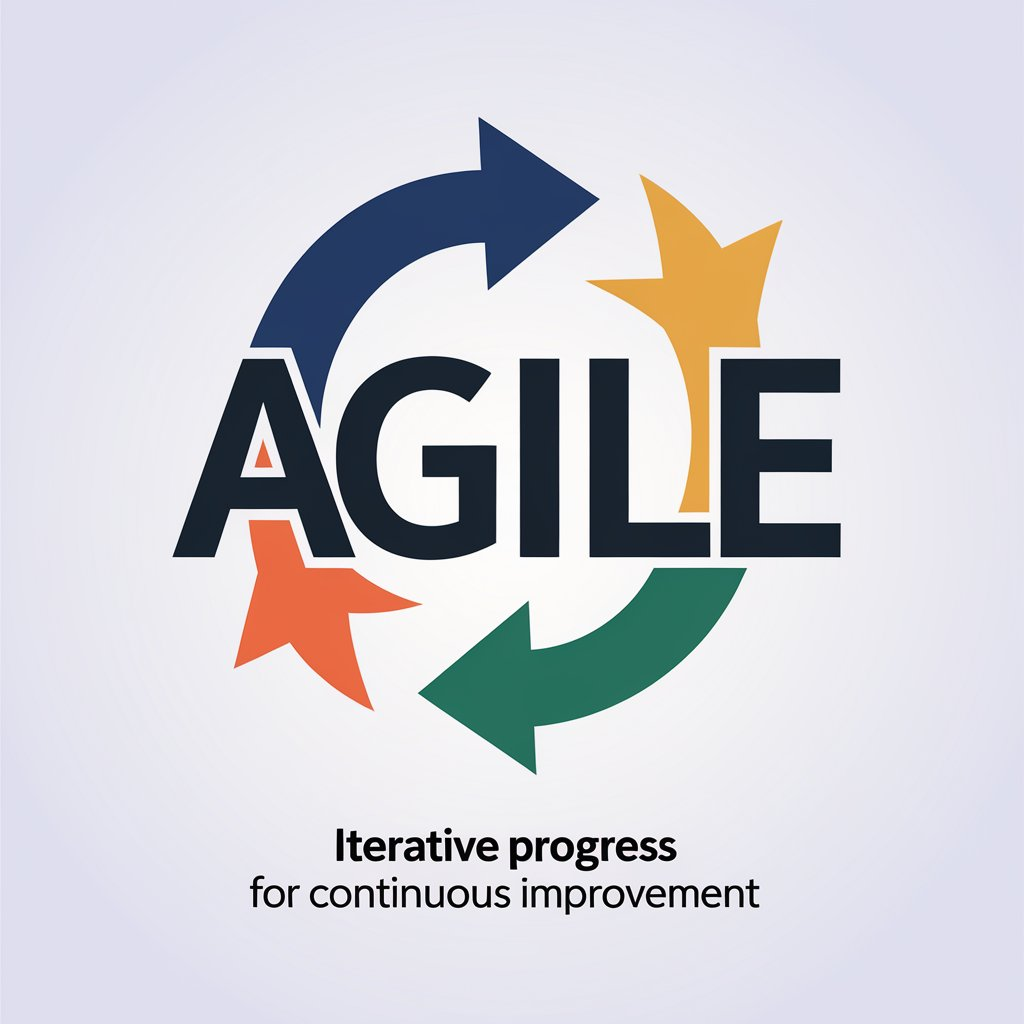 AGILE
Iterative progress
for continuous improvement